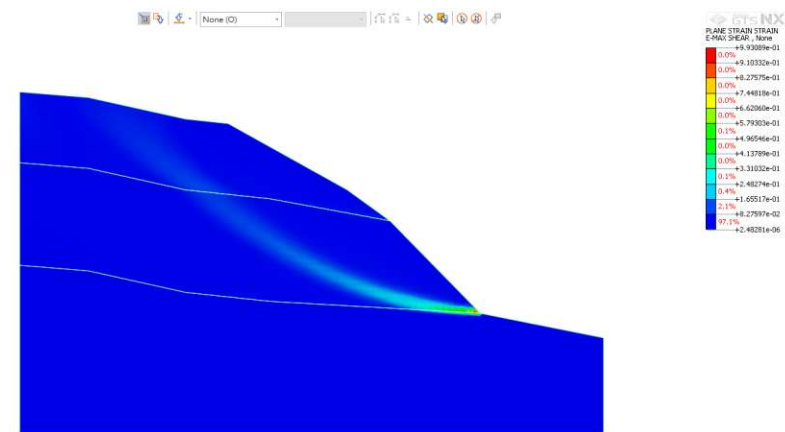 None (O)
GTS NX
PLANE STRAIN STRAIN
E-MAX SHEAR , None
+9.93089e-01
0.0%
+9.10332e-01
0.0%
+8.27575e-01
0.0%
+7.44818e-01
0.0%
+6.62060e-01
0.0%
+5.79303e-01
0.1%
+4.96546e-01
0.0%
+4.13789e-01
0.0%
+3.31032e-01
0.1%
+2.48274e-01
0.4%
+1.65517e-01
2.1%
+8.27597e-02
97.1%
+2.48281e-06